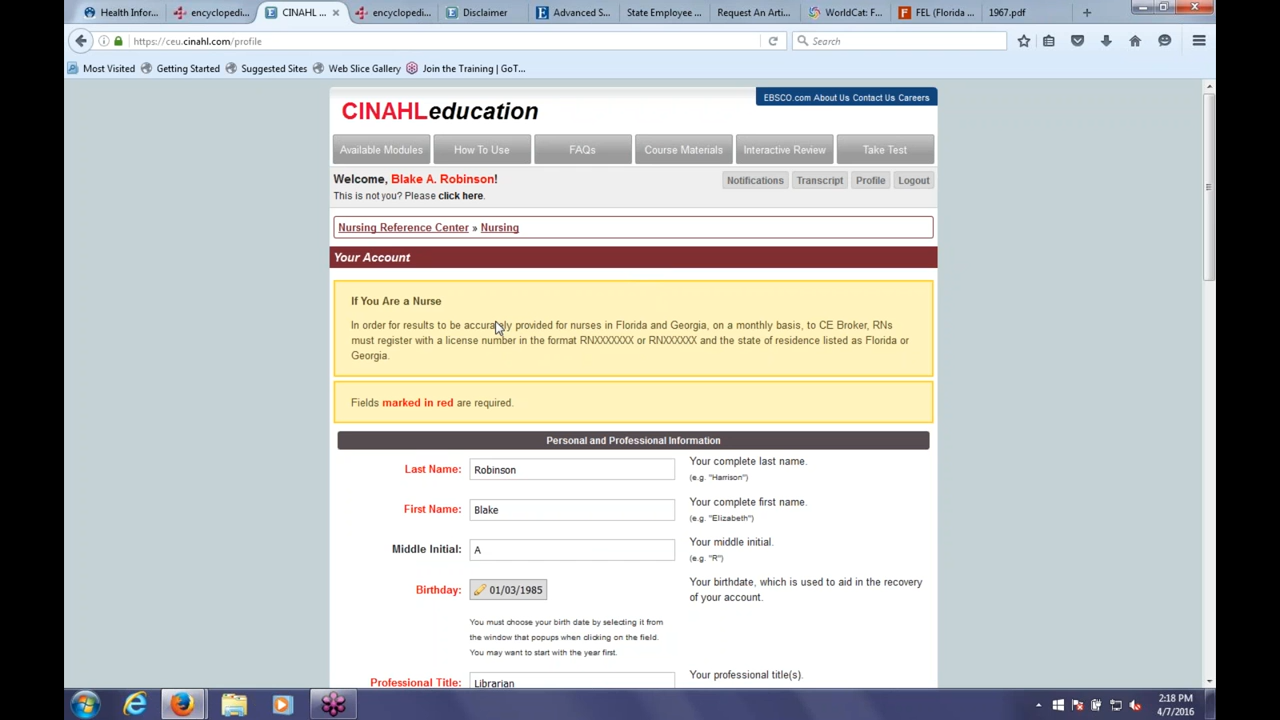 Health Infor...
encyclopedi...
CINAHL ...
encyclopedi...
Disclaimer
Advanced S...
State Employee ...
Request An Arti...
WorldCat: F...
FEL (Florida ...
1967.pdf
https://ceu.cinahl.com/profile
Search
Most Visited
Getting Started
Suggested Sites
Web Slice Gallery
Join the Training | GoT...
CINAHLeducation
EBSCO.com About Us Contact Us Careers
Available Modules
How To Use
FAQs
Course Materials
Interactive Review
Take Test
Welcome, Blake A. Robinson!
Notifications
Transcript
Profile
Logout
This is not you? Please click here.
Nursing Reference Center » Nursing
Your Account
If You Are a Nurse
In order for results to be accurately provided for nurses in Florida and Georgia, on a monthly basis, to CE Broker, RNs
must register with a license number in the format RNXXXXXXX or RNXXXXXX and the state of residence listed as Florida or
Georgia.
Fields marked in red are required.
Personal and Professional Information
Last Name:
Robinson
Your complete last name.
(e.g. "Harrison")
First Name:
Blake
Your complete first name.
(e.g. "Elizabeth")
Middle Initial:
A
Your middle initial.
(e.g. "R")
Birthday:
01/03/1985
Your birthdate, which is used to aid in the recovery
of your account.
You must choose your birth date by selecting it from
the window that popups when clicking on the field.
You may want to start with the year first.
Professional Title:
Librarian
Your professional title(s).
2:18 PM
4/7/2016